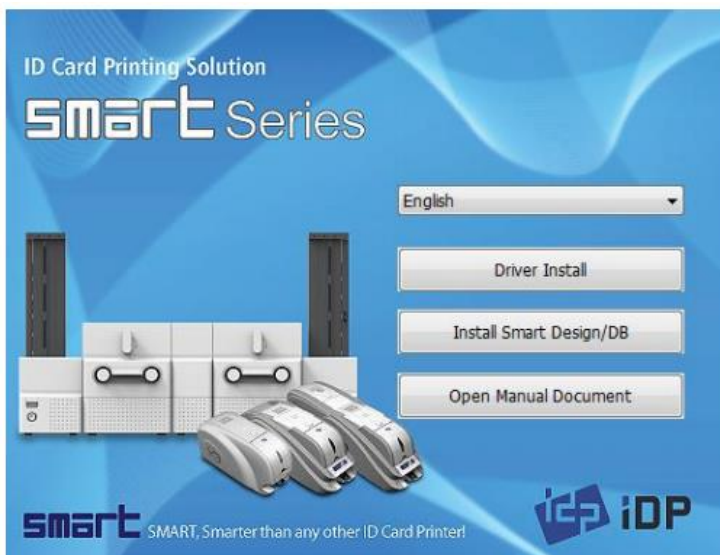 ID Card Printing Solution
smart Series
English
Driver Install
Install Smart Design/DB
Open Manual Document
smart SMART, Smarter than any other ID Card Printer!
iDP iDP